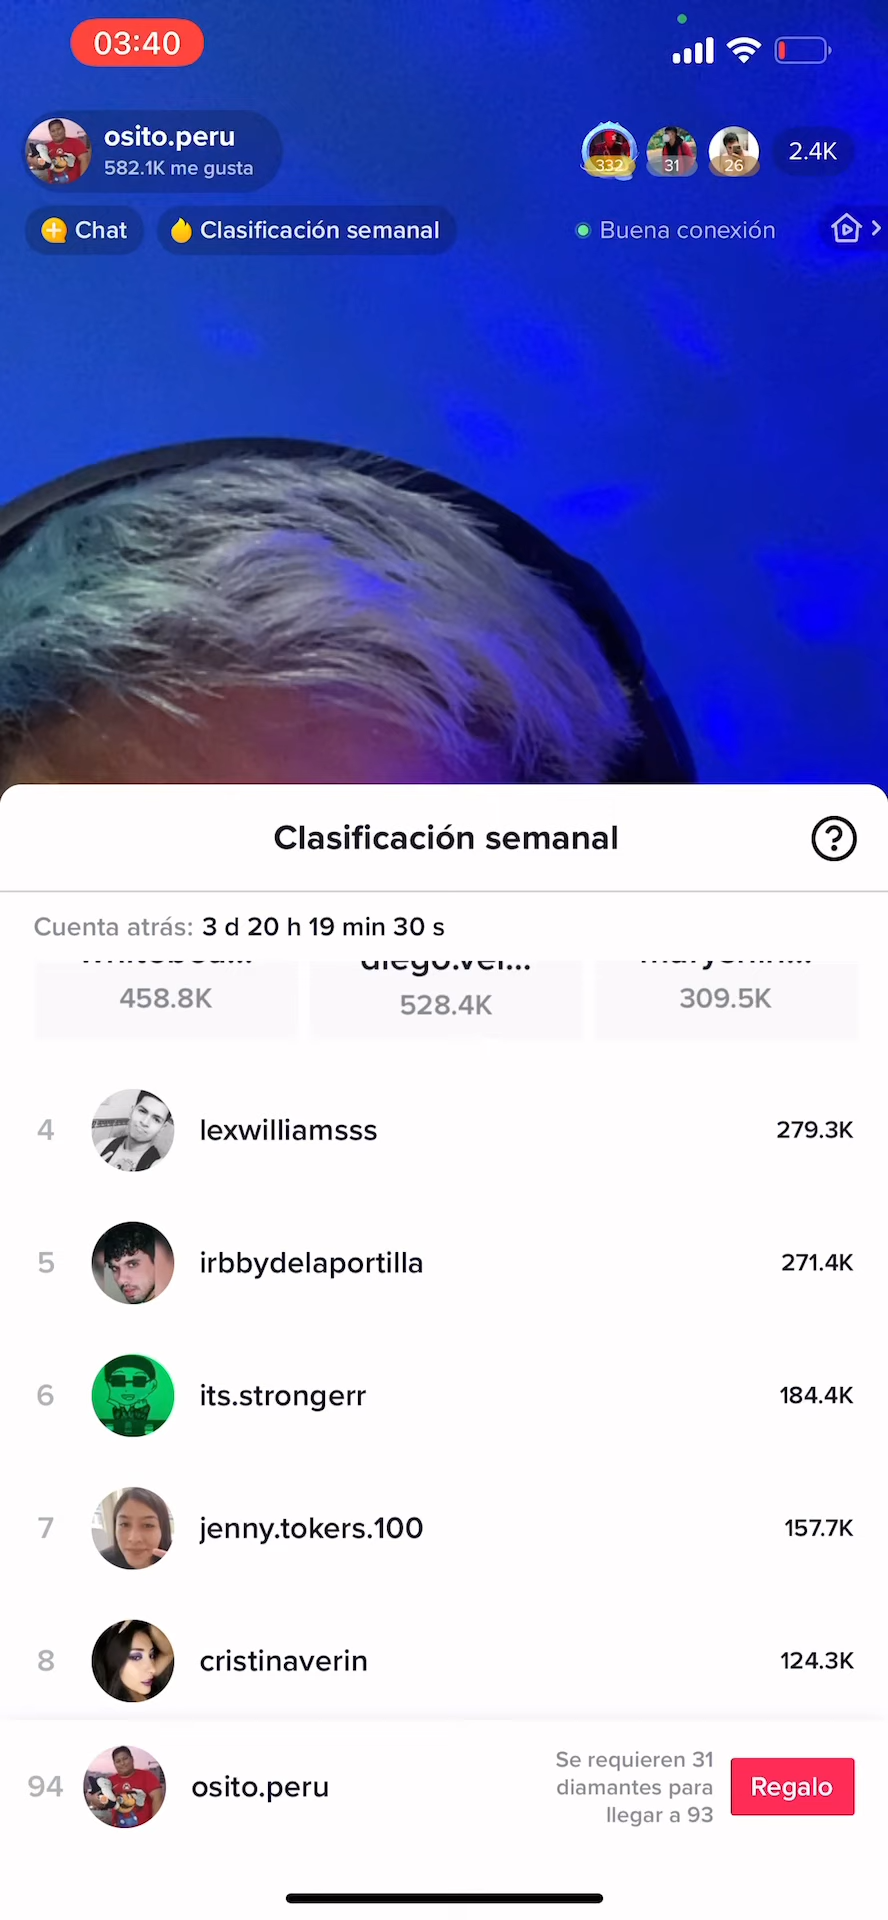 03:40
osito.peru
582.1K me gusta
332
31
26
2.4K
Chat
Clasificación semanal
Buena conexión
Clasificación semanal
Cuenta atrás: 3 d 20 h 19 min 30 s
458.8K
528.4K
309.5K
4 lexwilliamsss 279.3K
5 irbbydelaportilla 271.4K
6 its.strongerr 184.4K
7 jenny.tokers.100 157.7K
8 cristinaverin 124.3K
94 osito.peru
Se requieren 31
diamantes para
llegar a 93
Regalo